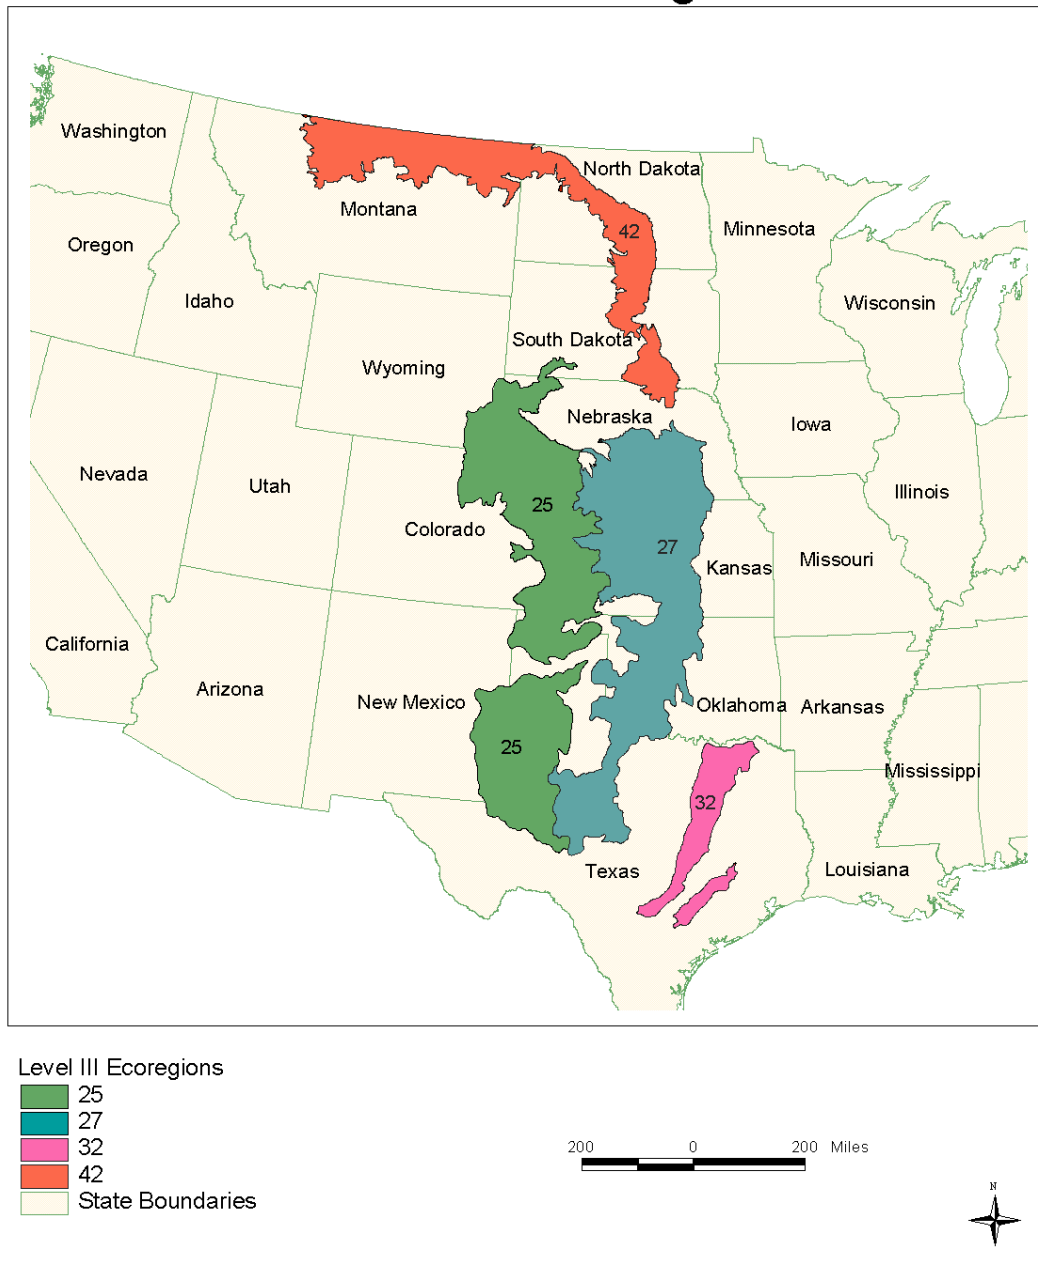 Washington
North Dakota
Montana
Minnesota
42
Oregon
Idaho
Wisconsin
South Dakota
Wyoming
Nebraska
Iowa
Nevada
Utah
Illinois
25
Colorado
27
Missouri
Kansas
California
Arizona
New Mexico
Oklahoma
Arkansas
25
Mississippi
32
Texas
Louisiana
Level III Ecoregions
25
27
32
42
State Boundaries
200 0 200 Miles
N